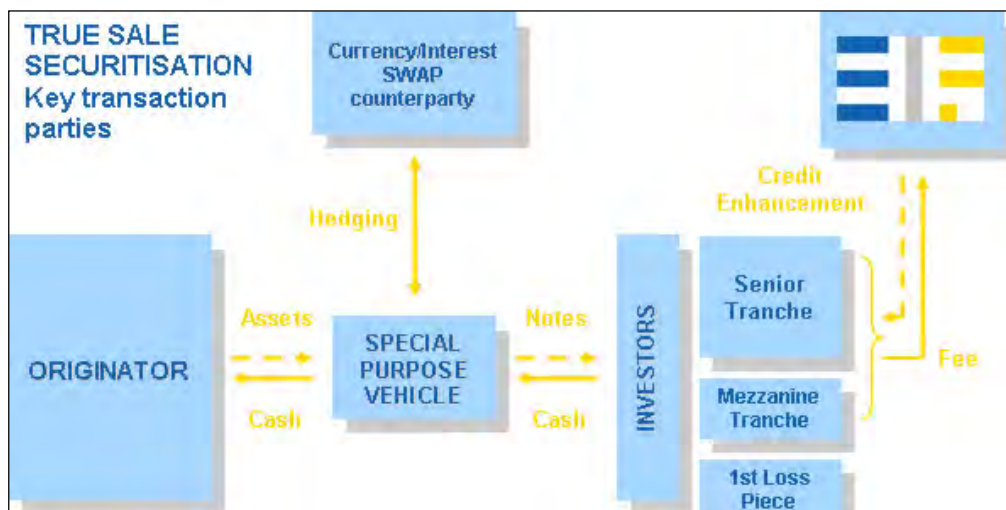 TRUE SALE
SECURITISATION
Key transaction
parties
Currency/Interest
SWAP
counterparty
Credit
Enhancement
Hedging
ORIGINATOR
Assets
Cash
SPECIAL
PURPOSE
VEHICLE
Notes
Cash
INVESTORS
Senior
Tranche
Fee
Mezzanine
Tranche
1st Loss
Piece